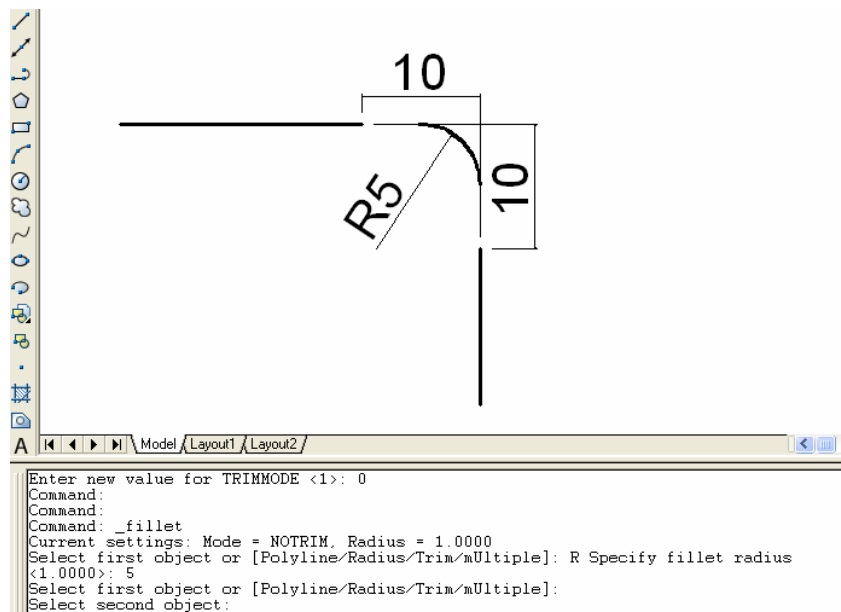 10
R5
10
A
Model Layout1 Layout2
Enter new value for TRIMMODE <1>: 0
Command:
Command:
Command: _fillet
Current settings: Mode = NOTRIM, Radius = 1.0000
Select first object or [Polyline/Radius/Trim/mUltiple]: R Specify fillet radius
<1.0000>: 5
Select first object or [Polyline/Radius/Trim/mUltiple]:
Select second object: